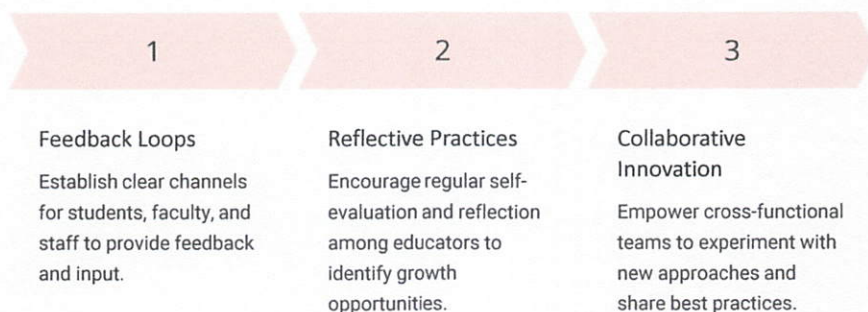 1
2
3
Feedback Loops
Establish clear channels
for students, faculty, and
staff to provide feedback
and input.
Reflective Practices
Encourage regular self-
evaluation and reflection
among educators to
identify growth
opportunities.
Collaborative
Innovation
Empower cross-functional
teams to experiment with
new approaches and
share best practices.